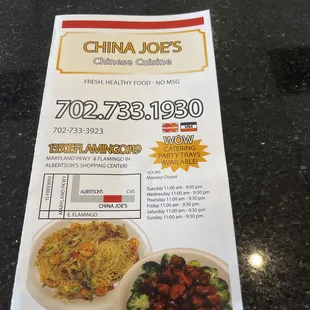 CHINA JOE'S
Chinese Cuisine
FRESH, HEALTHY FOOD - NO MSG
702.733.1930
702-733-3923
1350 E FLAMINGO RD
MARYLAND PKWY & FLAMINGO IN
ALBERTSON'S SHOPPING CENTER!
WOW
CATERING
PARTY TRAYS
AVAILABLE!
HOURS
Monday Closed
Tuesday 11:00 am - 9:30 pm
Wednesday 11:00 am - 9:30 pm
Thursday 11:00 am - 9:30 pm
Friday 11:00 am - 9:30 pm
Saturday 11:00 am - 9:30 pm
Sunday 11:00 am - 9:30 pm
MARYLAND PKWY
ALBERTSONS
CVS
CHINA JOE'S
E. FLAMINGO